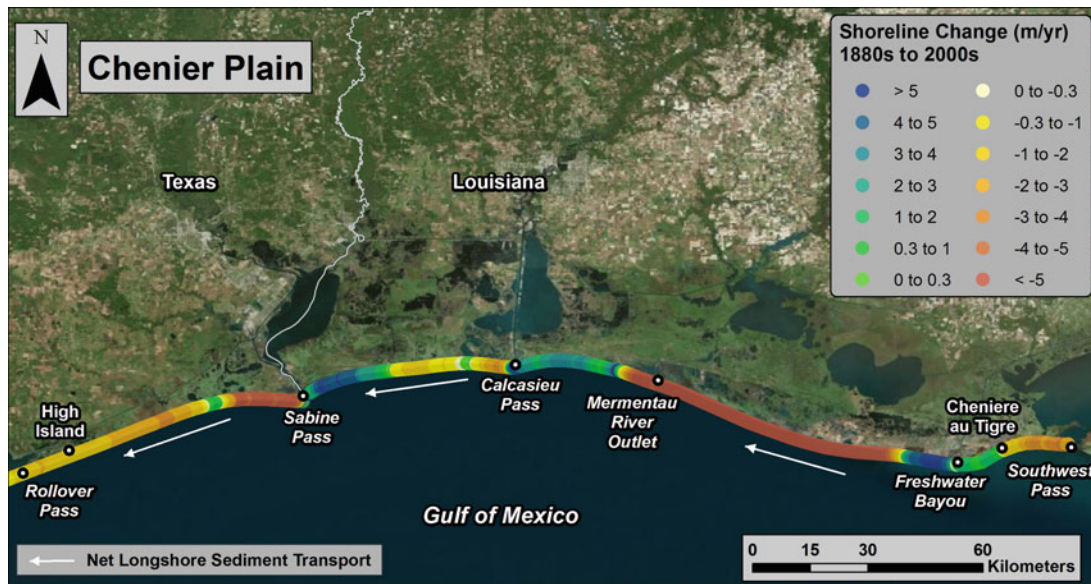 N
Chenier Plain
Shoreline Change (m/yr)
1880s to 2000s
> 5
0 to -0.3
4 to 5
-0.3 to -1
3 to 4
-1 to -2
2 to 3
-2 to -3
1 to 2
-3 to -4
0.3 to 1
-4 to -5
0 to 0.3
< -5
Texas
Louisiana
High
Island
Rollover
Pass
Sabine
Pass
Calcasieu
Pass
Mermentau
River
Outlet
Cheniere
au Tigre
Freshwater
Bayou
Southwest
Pass
Gulf of Mexico
Net Longshore Sediment Transport
0 15 30 60
Kilometers